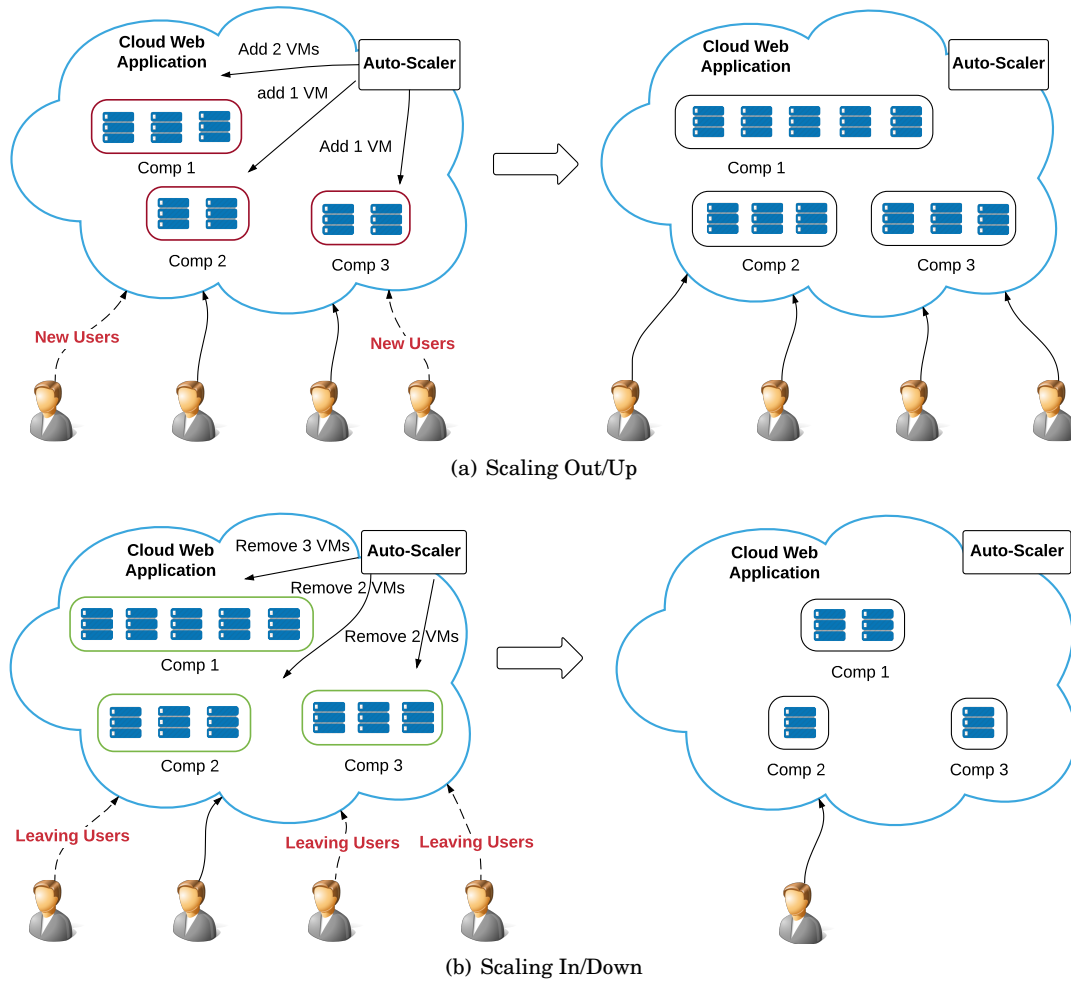 Cloud Web
Application
Add 2 VMs
Auto-Scaler
add 1 VM
Add 1 VM
Comp 1
Comp 2
Comp 3
New Users
New Users
Cloud Web
Application
Auto-Scaler
Comp 1
Comp 2
Comp 3
(a) Scaling Out/Up
Cloud Web
Application
Remove 3 VMs
Auto-Scaler
Remove 2 VMs
Remove 2 VMs
Comp 1
Comp 2
Comp 3
Leaving Users
Leaving Users
Leaving Users
Cloud Web
Application
Auto-Scaler
Comp 1
Comp 2
Comp 3
(b) Scaling In/Down